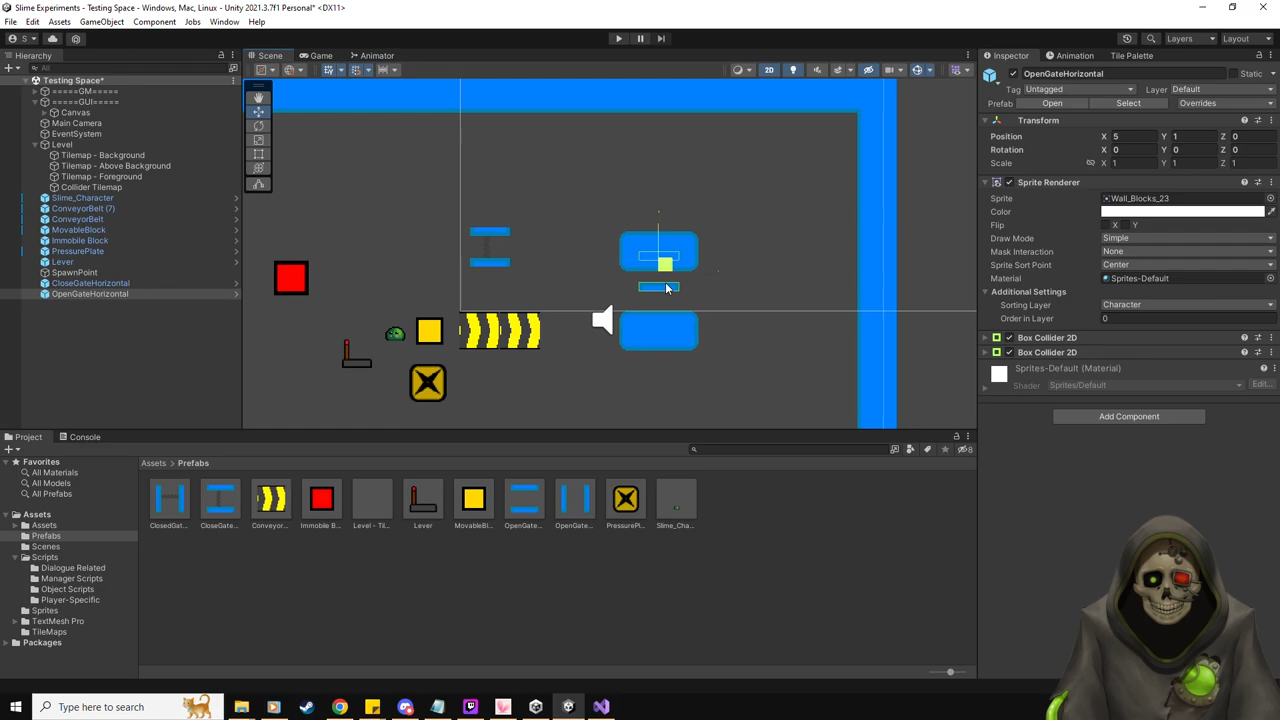 Slime Experiments - Testing Space - Windows, Mac, Linux - Unity 2021.3.7f1 Personal* <DX11>
File Edit Assets GameObject Component Jobs Window Help
S
Layers Layout
Hierarchy
All
Testing Space*
=====GM=====
=====GUI=====
Canvas
Main Camera
EventSystem
Level
Tilemap - Background
Tilemap - Above Background
Tilemap - Foreground
Collider Tilemap
Slime_Character
ConveyorBelt (7)
ConveyorBelt
MovableBlock
Immobile Block
PressurePlate
Lever
SpawnPoint
CloseGateHorizontal
OpenGateHorizontal
Scene Game Animator
2D
Inspector Animation Tile Palette
OpenGateHorizontal Static
Tag Untagged Layer Default
Prefab Open Select Overrides
Transform
Position X 5 Y 1 Z 0
Rotation X 0 Y 0 Z 0
Scale X 1 Y 1 Z 1
Sprite Renderer
Sprite Wall_Blocks_23
Color
Flip X Y
Draw Mode Simple
Mask Interaction None
Sprite Sort Point Center
Material Sprites-Default
Additional Settings
Sorting Layer Character
Order in Layer 0
Box Collider 2D
Box Collider 2D
Sprites-Default (Material)
Shader Sprites/Default Edit...
Add Component
Project Console
8
Favorites
All Materials
All Models
All Prefabs
Assets
Assets
Prefabs
Scenes
Scripts
Dialogue Related
Manager Scripts
Object Scripts
Player-Specific
Sprites
TextMesh Pro
TileMaps
Packages
Assets > Prefabs
ClosedGat... CloseGate... Conveyor... Immobile B... Level - Til... Lever MovableBl... OpenGate... OpenGate... PressurePl... Slime_Cha...
Type here to search